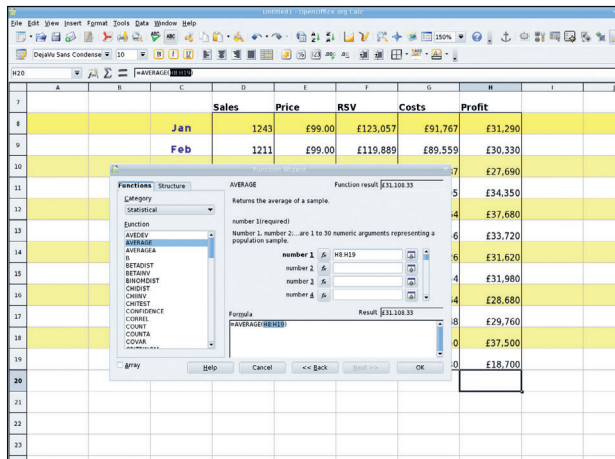 Untitled1 - OpenOffice.org Calc
File Edit View Insert Format Tools Data Window Help
DejaVu Sans Condense 10 150%
H20 =AVERAGE(H8:H19)
A B C D E F G H I J
7 Sales Price RSV Costs Profit
8 Jan 1243 £99.00 £123,057 £91,767 £31,290
9 Feb 1211 £99.00 £119,889 £89,559 £30,330
10 £27,690
11 £34,350
12 £37,680
13 £33,720
14 £31,620
15 £31,980
16 £28,680
17 £29,760
18 £37,500
19 £18,700
20
21
22
23
Function Wizard
Functions Structure
AVERAGE Function result £31.108.33
Category
Statistical
Returns the average of a sample.
Function
AVEDEV
AVERAGE
AVERAGEA
B
BETADIST
BETAINV
BINOMDIST
CHIDIST
CHIINV
CHITEST
CONFIDENCE
CORREL
COUNT
COUNTA
COVAR
number 1(required)
Number 1, number 2;...are 1 to 30 numeric arguments representing a
population sample.
number 1 fx H8:H19
number 2 fx
number 3 fx
number 4 fx
Formula Result £31.108.33
=AVERAGE(H8:H19)
Array Help Cancel << Back Next >> OK